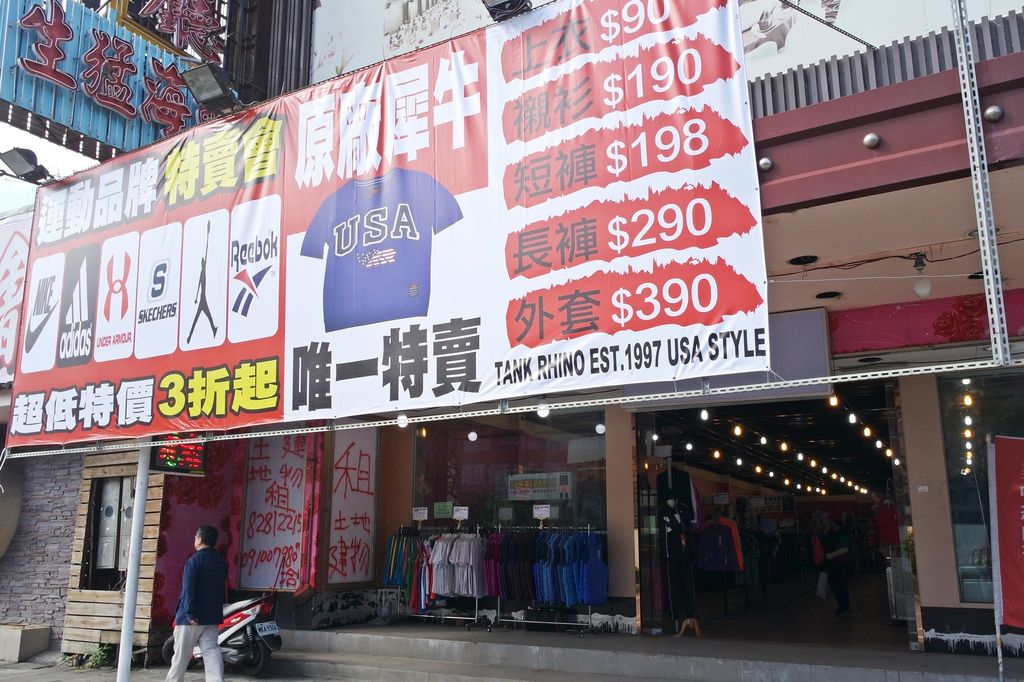 生猛海
運動品牌 特賣會
NIKE
adidas
UNDER ARMOUR
S
SKECHERS
Reebok
超低特價 3折起
原廠犀牛
USA
唯一特賣
上衣 $90
襯衫 $190
短褲 $198
長褲 $290
外套 $390
TANK RHINO EST.1997 USA STYLE
土地建物租
租
土地
建物